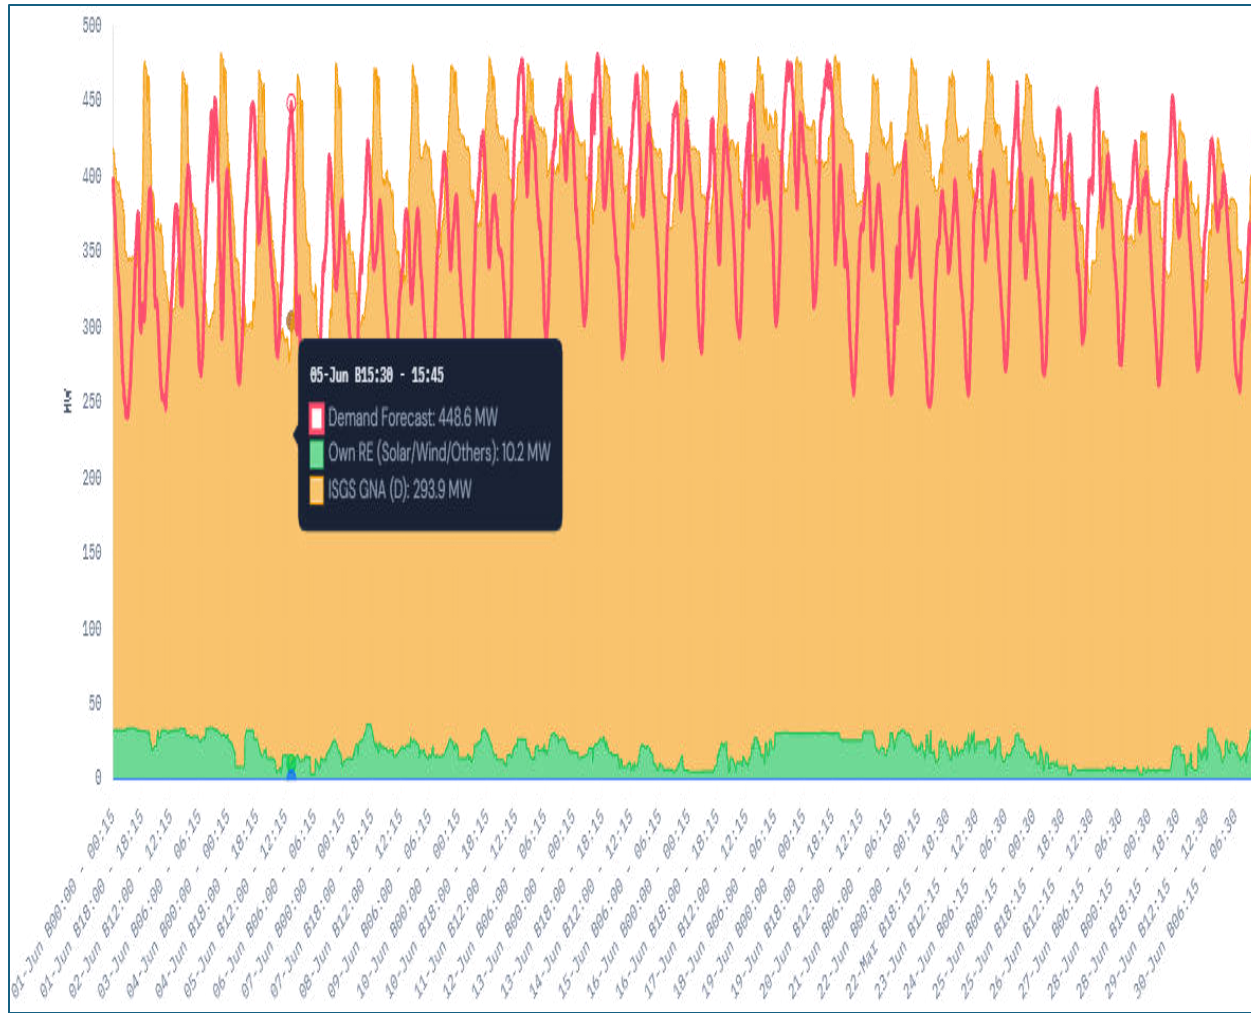 500
450
400
350
300
250
200
150
100
50
0
MW
05-Jun B15:30 - 15:45
Demand Forecast: 448.6 MW
Own RE (Solar/Wind/Others): 10.2 MW
ISGS GNA (D): 293.9 MW
01-Jun B00:00 - 00:15
01-Jun B18:00 - 18:15
02-Jun B12:00 - 12:15
03-Jun B06:00 - 06:15
04-Jun B00:00 - 00:15
04-Jun B18:00 - 18:15
05-Jun B12:00 - 12:15
06-Jun B06:00 - 06:15
07-Jun B00:00 - 00:15
07-Jun B18:00 - 18:15
08-Jun B12:00 - 12:15
09-Jun B06:00 - 06:15
10-Jun B00:00 - 00:15
10-Jun B18:00 - 18:15
11-Jun B12:00 - 12:15
12-Jun B06:00 - 06:15
13-Jun B00:00 - 00:15
13-Jun B18:00 - 18:15
14-Jun B12:00 - 12:15
15-Jun B06:00 - 06:15
16-Jun B00:00 - 00:15
16-Jun B18:00 - 18:15
17-Jun B12:00 - 12:15
18-Jun B06:00 - 06:15
19-Jun B00:00 - 00:15
19-Jun B18:00 - 18:15
20-Jun B12:00 - 12:15
21-Jun B06:00 - 06:15
22-Jun B00:00 - 00:15
22-Mar B18:15 - 18:30
23-Jun B12:15 - 12:30
24-Jun B06:15 - 06:30
25-Jun B00:15 - 00:30
25-Jun B18:15 - 18:30
26-Jun B12:15 - 12:30
27-Jun B06:15 - 06:30
28-Jun B00:15 - 00:30
28-Jun B18:15 - 18:30
29-Jun B12:15 - 12:30
30-Jun B06:15 - 06:30